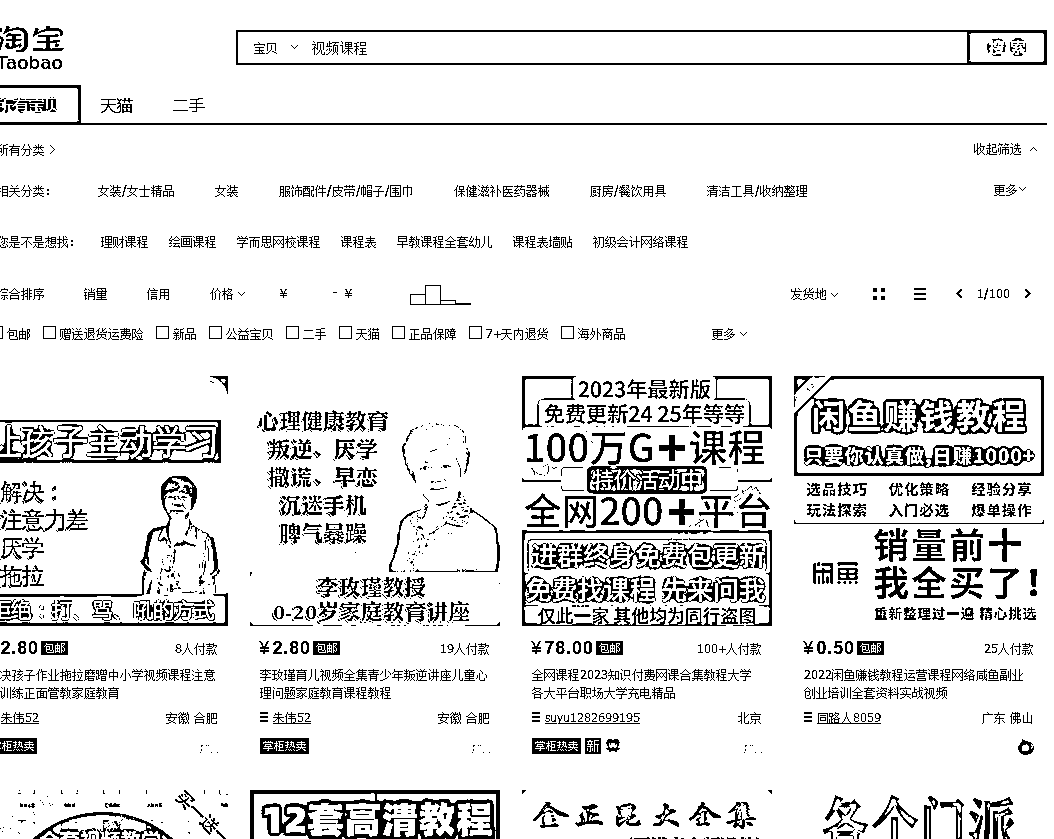 淘宝
Taobao
宝贝 视频课程 搜索
天猫 二手
所有分类 收起筛选
相关分类： 女装/女士精品 女装 服饰配件/皮带/帽子/围巾 保健滋补医药器械 厨房/餐饮用具 清洁工具/收纳整理 更多
您是不是想找： 理财课程 绘画课程 学而思网校课程 课程表 早教课程全套幼儿 课程表墙贴 初级会计网络课程
综合排序 销量 信用 价格 ¥ - ¥ 发货地 1/100
包邮 赠送退货运费险 新品 公益宝贝 二手 天猫 正品保障 7+天内退货 海外商品 更多
让孩子主动学习
解决：
注意力差
厌学
拖拉
拒绝：打、骂、吼的方式
心理健康教育
叛逆、厌学
撒谎、早恋
沉迷手机
脾气暴躁
李玫瑾教授
0-20岁家庭教育讲座
2023年最新版
免费更新24 25年等等
100万G+课程
特价活动中
全网200+平台
进群终身免费包更新
免费找课程 先来问我
仅此一家 其他均为同行盗图
闲鱼赚钱教程
只要你认真做,日赚1000+
选品技巧 优化策略 经验分享
玩法探索 入门必选 爆单操作
闲鱼
销量前十
我全买了!
重新整理过一遍 精心挑选
2.80 包邮 8人付款
决孩子作业拖拉磨蹭中小学视频课程注意
训练正面管教家庭教育
朱伟52 安徽 合肥
掌柜热卖
¥2.80 包邮 19人付款
李玫瑾育儿视频全集青少年叛逆讲座儿童心
理问题家庭教育课程教程
朱伟52 安徽 合肥
掌柜热卖
¥78.00 包邮 100+人付款
全网课程2023知识付费网课合集教程大学
各大平台职场大学充电精品
suyu1282699195 北京
掌柜热卖 新
¥0.50 包邮 25人付款
2022闲鱼赚钱教程运营课程网络咸鱼副业
创业培训全套资料实战视频
同路人8059 广东 佛山
全套视频教学
买 送
12套高清教程
金正昆大全集
各个门派